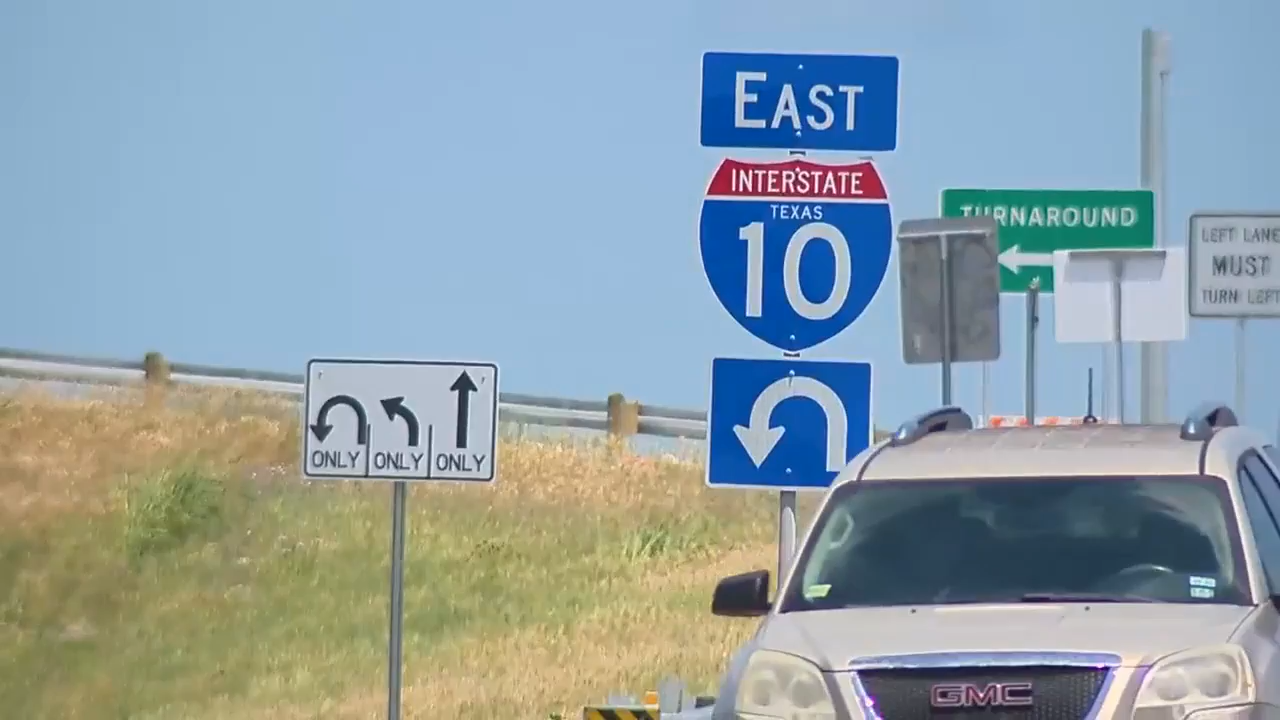 EAST
INTERSTATE
TEXAS
10
TURNAROUND
LEFT LANE
MUST
TURN LEFT
ONLY ONLY ONLY
GMC